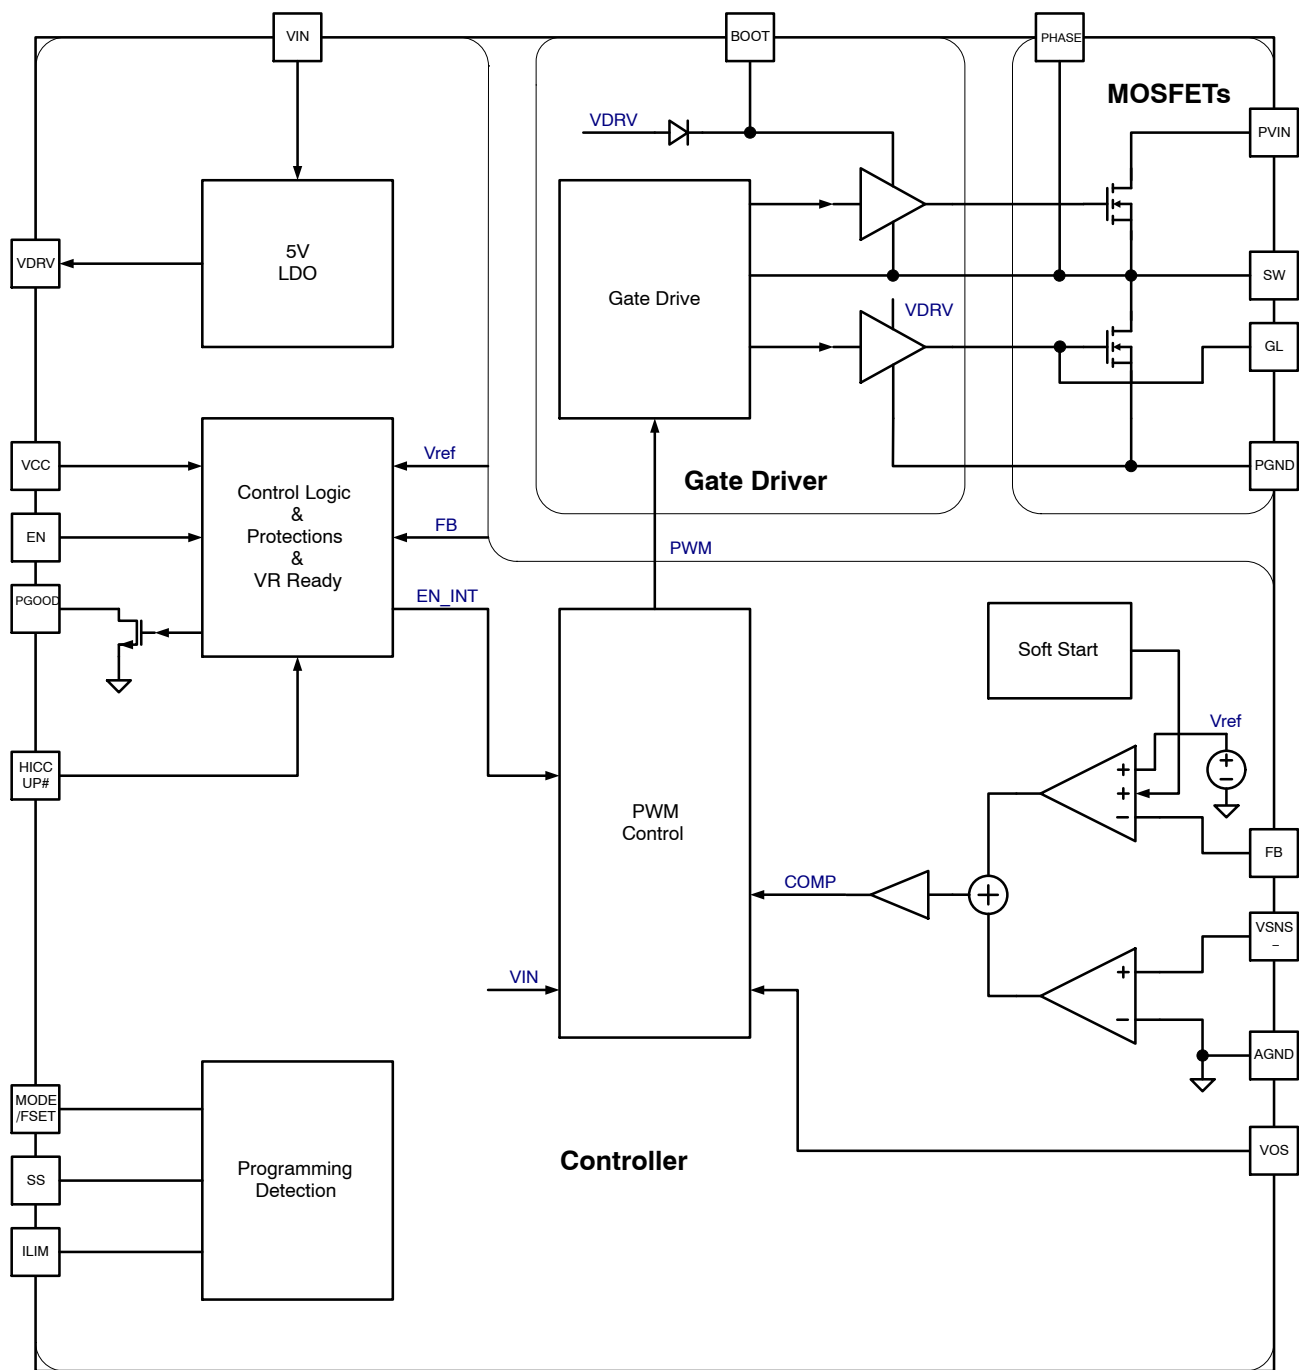 VIN
BOOT
PHASE
MOSFETs
VDRV
PVIN
5V
LDO
VDRV
Gate Drive
SW
VDRV
GL
VCC
Vref
Gate Driver
PGND
Control Logic
&
Protections
&
VR Ready
EN
FB
PWM
PGOOD
EN_INT
Soft Start
Vref
HICC
UP#
+
+
+
−
−
PWM
Control
FB
COMP
+
VSNS
−
VIN
+
−
AGND
MODE
/FSET
Programming
Detection
Controller
VOS
SS
ILIM